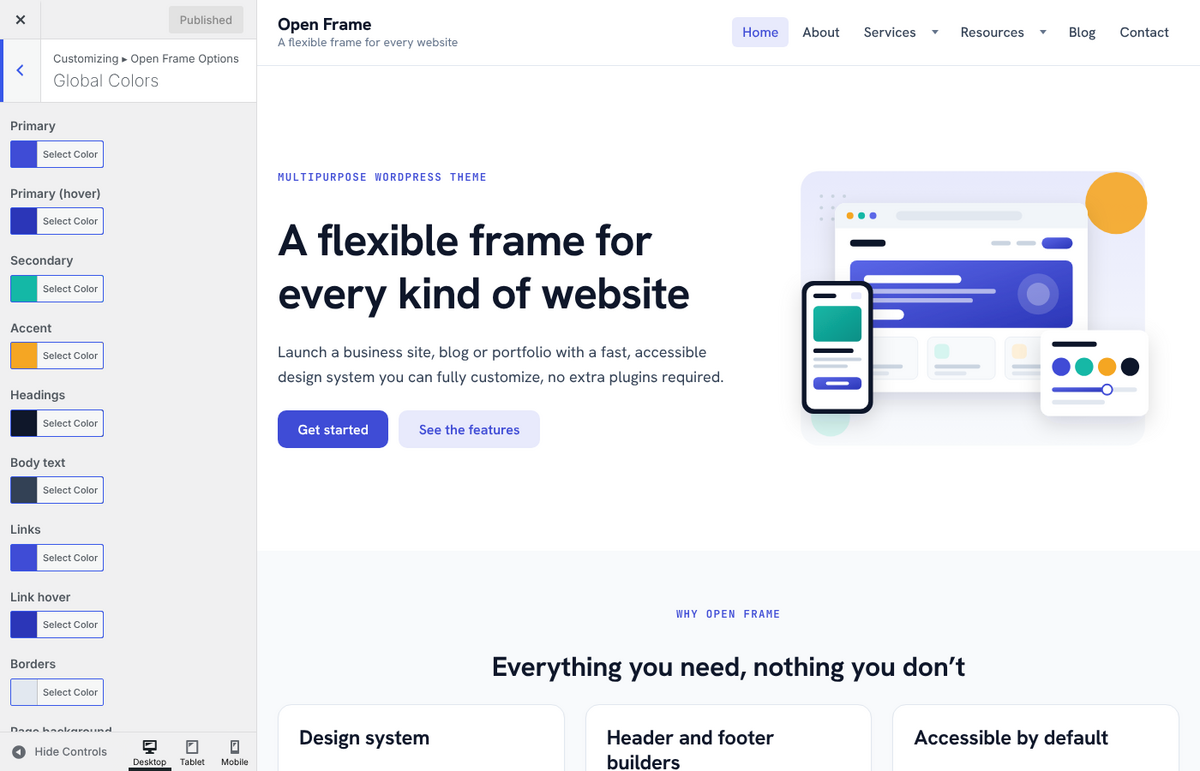 Published
Customizing ▸ Open Frame Options
Global Colors
Primary
Select Color
Primary (hover)
Select Color
Secondary
Select Color
Accent
Select Color
Headings
Select Color
Body text
Select Color
Links
Select Color
Link hover
Select Color
Borders
Select Color
Page background
Hide Controls
Desktop
Tablet
Mobile
Open Frame
A flexible frame for every website
Home
About
Services
Resources
Blog
Contact
MULTIPURPOSE WORDPRESS THEME
A flexible frame for
every kind of website
Launch a business site, blog or portfolio with a fast, accessible
design system you can fully customize, no extra plugins required.
Get started
See the features
WHY OPEN FRAME
Everything you need, nothing you don’t
Design system
Header and footer
builders
Accessible by default